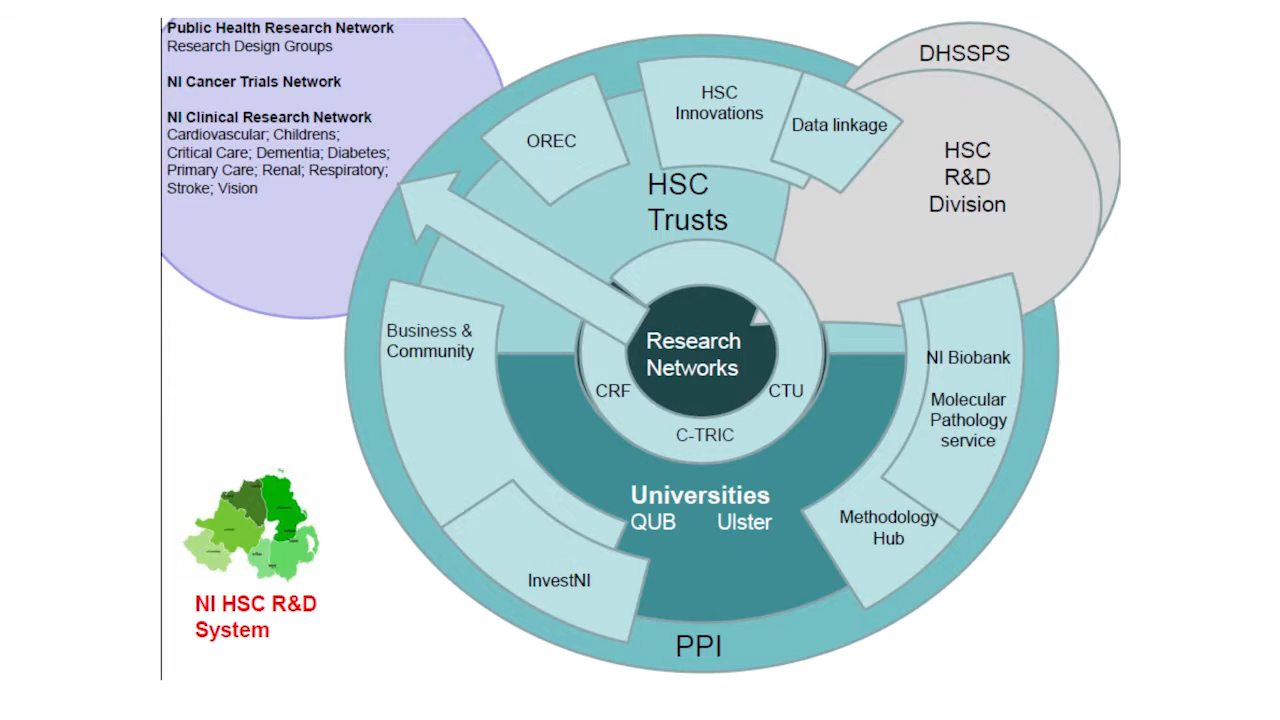 Public Health Research Network
Research Design Groups
NI Cancer Trials Network
NI Clinical Research Network
Cardiovascular; Childrens;
Critical Care; Dementia; Diabetes;
Primary Care; Renal; Respiratory;
Stroke; Vision
DHSSPS
HSC
R&D
Division
HSC
Innovations
Data linkage
OREC
HSC
Trusts
Business &
Community
Research
Networks
CRF
CTU
C-TRIC
NI Biobank
Molecular
Pathology
service
Universities
QUB Ulster
Methodology
Hub
InvestNI
PPI
NI HSC R&D
System